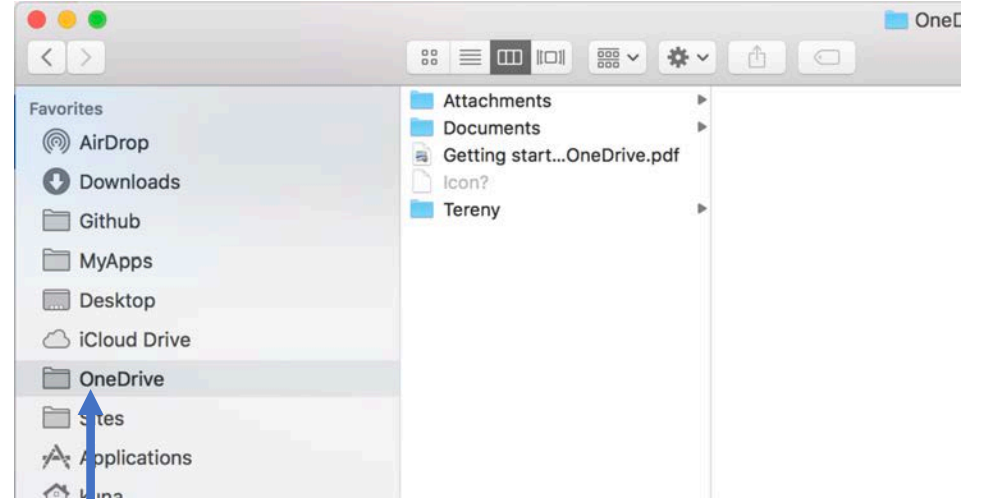 OneD
Favorites
AirDrop
Downloads
Github
MyApps
Desktop
iCloud Drive
OneDrive
Sites
Applications
Attachments
Documents
Getting start...OneDrive.pdf
Icon?
Tereny